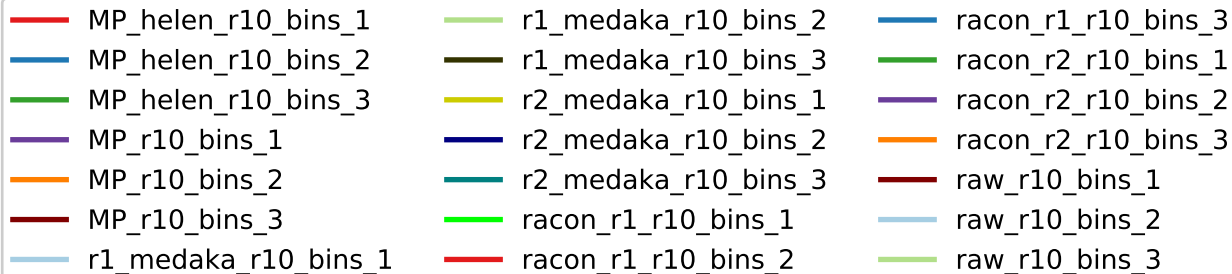 MP_helen_r10_bins_1
MP_helen_r10_bins_2
MP_helen_r10_bins_3
MP_r10_bins_1
MP_r10_bins_2
MP_r10_bins_3
r1_medaka_r10_bins_1
r1_medaka_r10_bins_2
r1_medaka_r10_bins_3
r2_medaka_r10_bins_1
r2_medaka_r10_bins_2
r2_medaka_r10_bins_3
racon_r1_r10_bins_1
racon_r1_r10_bins_2
racon_r1_r10_bins_3
racon_r2_r10_bins_1
racon_r2_r10_bins_2
racon_r2_r10_bins_3
raw_r10_bins_1
raw_r10_bins_2
raw_r10_bins_3